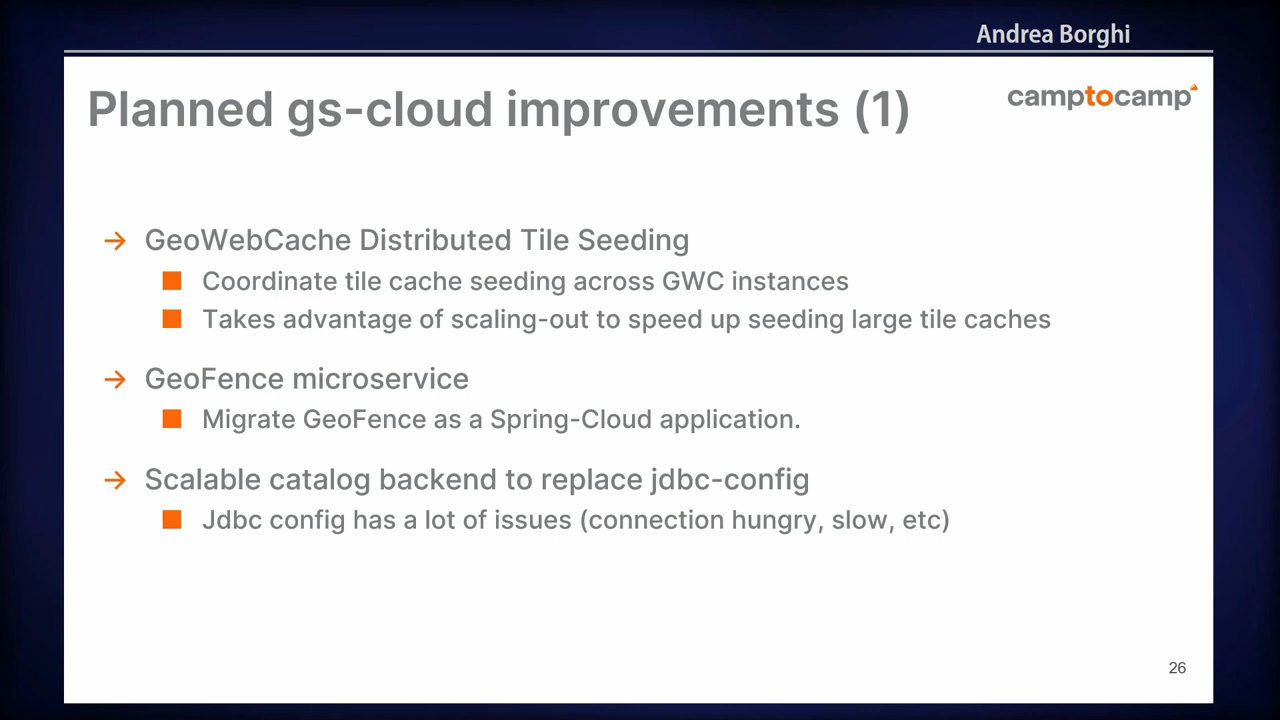 Andrea Borghi
Planned gs-cloud improvements (1)
camptocamp
→ GeoWebCache Distributed Tile Seeding
Coordinate tile cache seeding across GWC instances
Takes advantage of scaling-out to speed up seeding large tile caches
→ GeoFence microservice
Migrate GeoFence as a Spring-Cloud application.
→ Scalable catalog backend to replace jdbc-config
Jdbc config has a lot of issues (connection hungry, slow, etc)
26